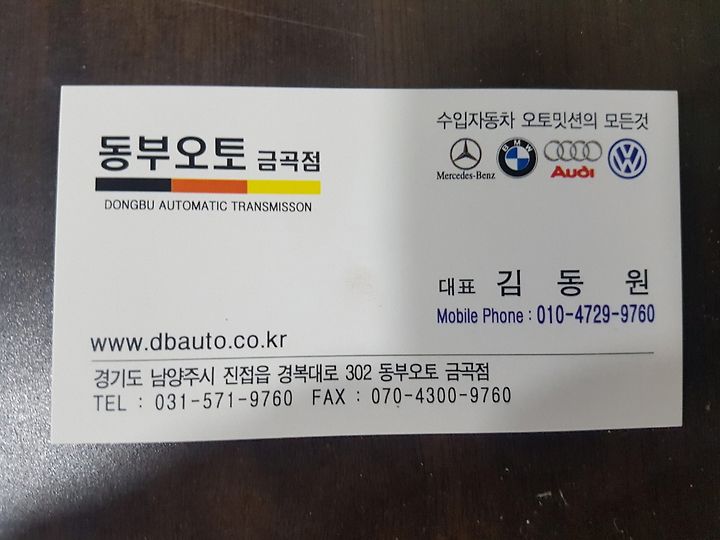 동부오토 금곡점
DONGBU AUTOMATIC TRANSMISSON
수입자동차 오토밋션의 모든것
Mercedes-Benz BMW Audi
대표 김 동 원
Mobile Phone : 010-4729-9760
www.dbauto.co.kr
경기도 남양주시 진접읍 경복대로 302 동부오토 금곡점
TEL : 031-571-9760 FAX : 070-4300-9760